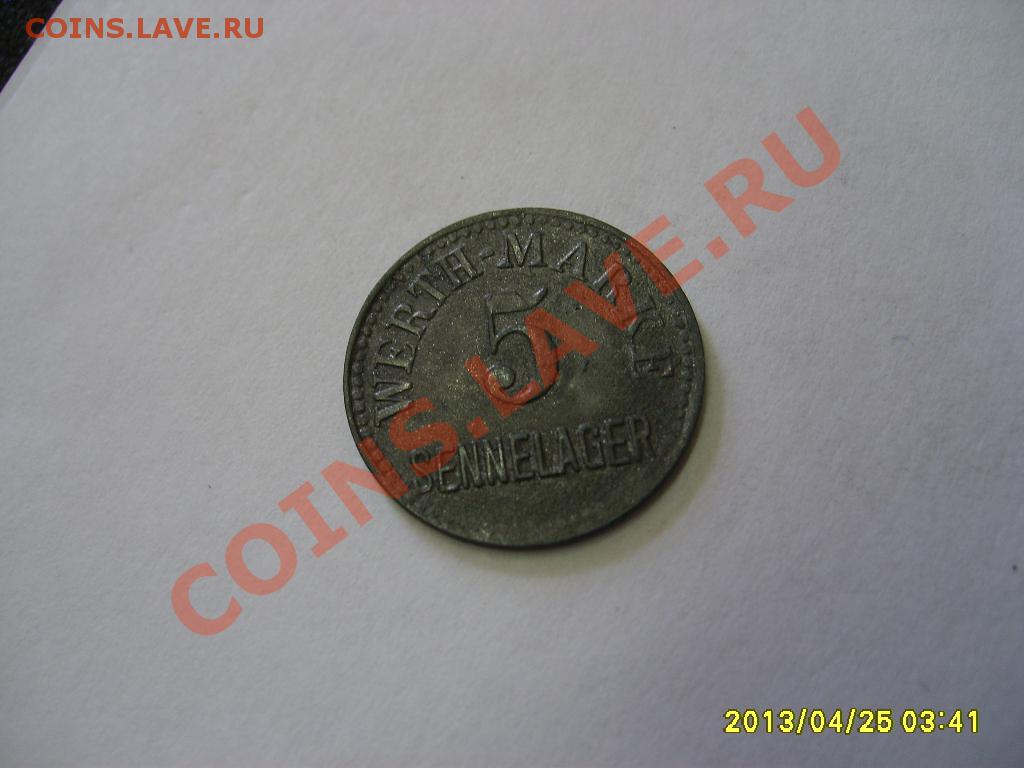 COINS.LAVE.RU
WERTH-MARKE
5
SENNELAGER
COINS.LAVE.RU
2013/04/25 03:41